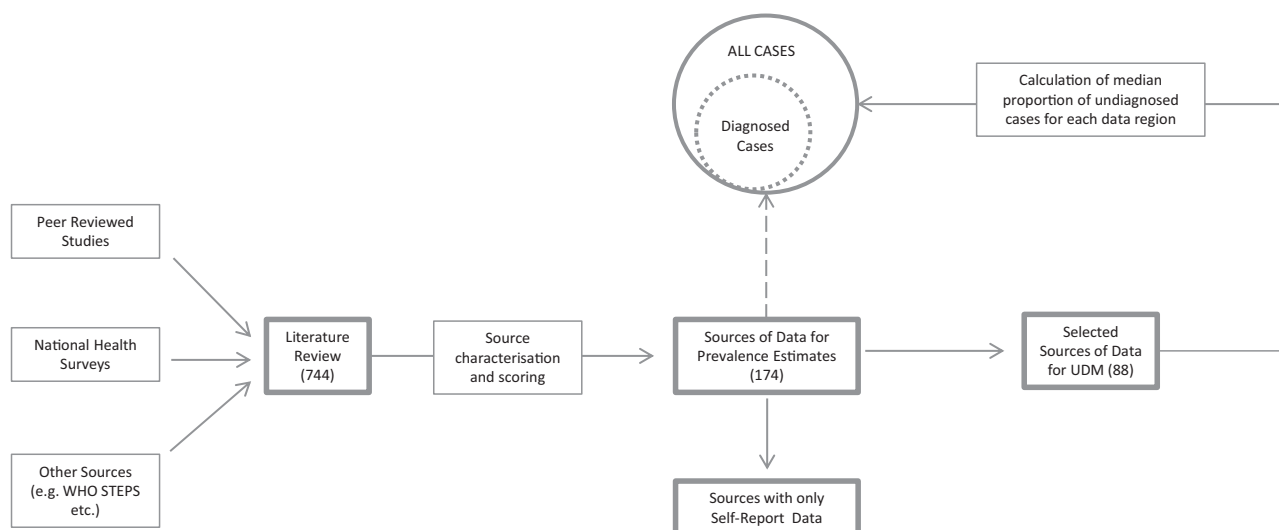 ALL CASES
Diagnosed
Cases
Calculation of median
proportion of undiagnosed
cases for each data region
Peer Reviewed
Studies
National Health
Surveys
Other Sources
(e.g. WHO STEPS
etc.)
Literature
Review
(744)
Source
characterisation
and scoring
Sources of Data for
Prevalence Estimates
(174)
Selected
Sources of Data
for UDM (88)
Sources with only
Self-Report Data